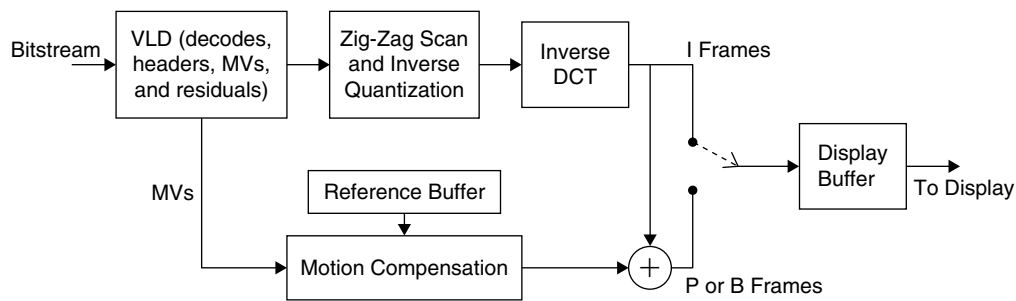 Bitstream
VLD (decodes,
headers, MVs,
and residuals)
Zig-Zag Scan
and Inverse
Quantization
Inverse
DCT
I Frames
Display
Buffer
To Display
MVs
Reference Buffer
Motion Compensation
+
P or B Frames